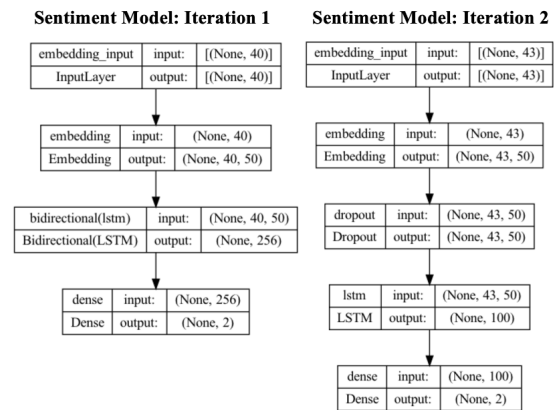 Sentiment Model: Iteration 1
embedding_input input: [(None, 40)]
InputLayer output: [(None, 40)]
embedding input: (None, 40)
Embedding output: (None, 40, 50)
bidirectional(lstm) input: (None, 40, 50)
Bidirectional(LSTM) output: (None, 256)
dense input: (None, 256)
Dense output: (None, 2)
Sentiment Model: Iteration 2
embedding_input input: [(None, 43)]
InputLayer output: [(None, 43)]
embedding input: (None, 43)
Embedding output: (None, 43, 50)
dropout input: (None, 43, 50)
Dropout output: (None, 43, 50)
lstm input: (None, 43, 50)
LSTM output: (None, 100)
dense input: (None, 100)
Dense output: (None, 2)